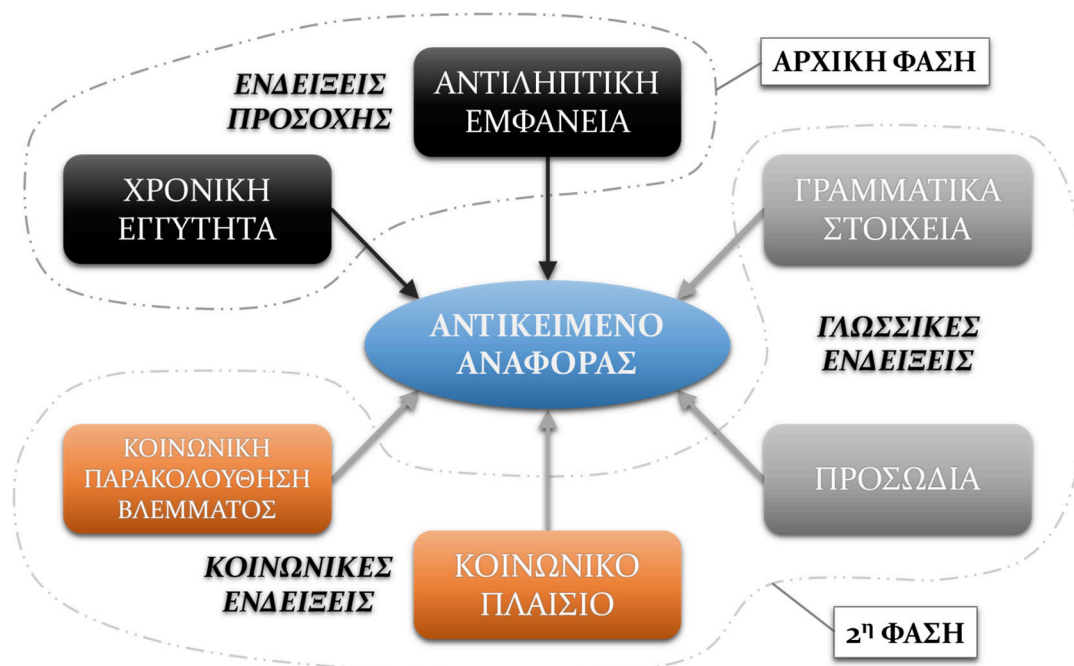 ΕΝΔΕΙΞΕΙΣ
ΠΡΟΣΟΧΗΣ
ΑΝΤΙΛΗΠΤΙΚΗ
ΕΜΦΑΝΕΙΑ
ΑΡΧΙΚΗ ΦΑΣΗ
ΧΡΟΝΙΚΗ
ΕΓΓΥΤΗΤΑ
ΓΡΑΜΜΑΤΙΚΑ
ΣΤΟΙΧΕΙΑ
ΑΝΤΙΚΕΙΜΕΝΟ
ΑΝΑΦΟΡΑΣ
ΓΛΩΣΣΙΚΕΣ
ΕΝΔΕΙΞΕΙΣ
ΚΟΙΝΩΝΙΚΗ
ΠΑΡΑΚΟΛΟΥΘΗΣΗ
ΒΛΕΜΜΑΤΟΣ
ΠΡΟΣΩΔΙΑ
ΚΟΙΝΩΝΙΚΕΣ
ΕΝΔΕΙΞΕΙΣ
ΚΟΙΝΩΝΙΚΟ
ΠΛΑΙΣΙΟ
2η ΦΑΣΗ